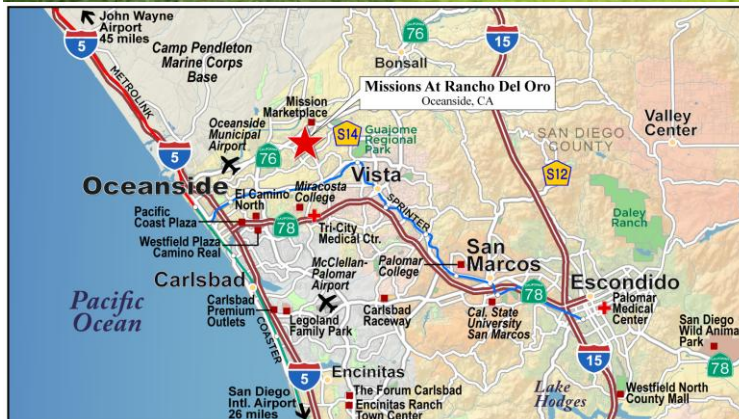 John Wayne
Airport
45 miles
5
METROLINK
Camp Pendleton
Marine Corps
Base
76
Bonsall
15
Missions At Rancho Del Oro
Oceanside, CA
Mission
Marketplace
Oceanside
Municipal
Airport
S14
Guajome
Regional
Park
Valley
Center
SAN DIEGO
COUNTY
5
76
S12
Oceanside
El Camino
North
Miracosta
College
Vista
SPRINTER
Daley
Ranch
Pacific
Coast Plaza
78
Tri-City
Medical Ctr.
Westfield Plaza
Camino Real
McClellan-
Palomar
Airport
Palomar
College
San
Marcos
Escondido
Carlsbad
78
Palomar
Medical
Center
Pacific
Ocean
Carlsbad
Premium
Outlets
Legoland
Family Park
Carlsbad
Raceway
Cal. State
University
San Marcos
San Diego
Wild Anima
Park
78
COASTER
5
15
Encinitas
San Diego
Intl. Airport
26 miles
The Forum Carlsbad
Encinitas Ranch
Town Center
Lake
Hodges
Westfield North
County Mall